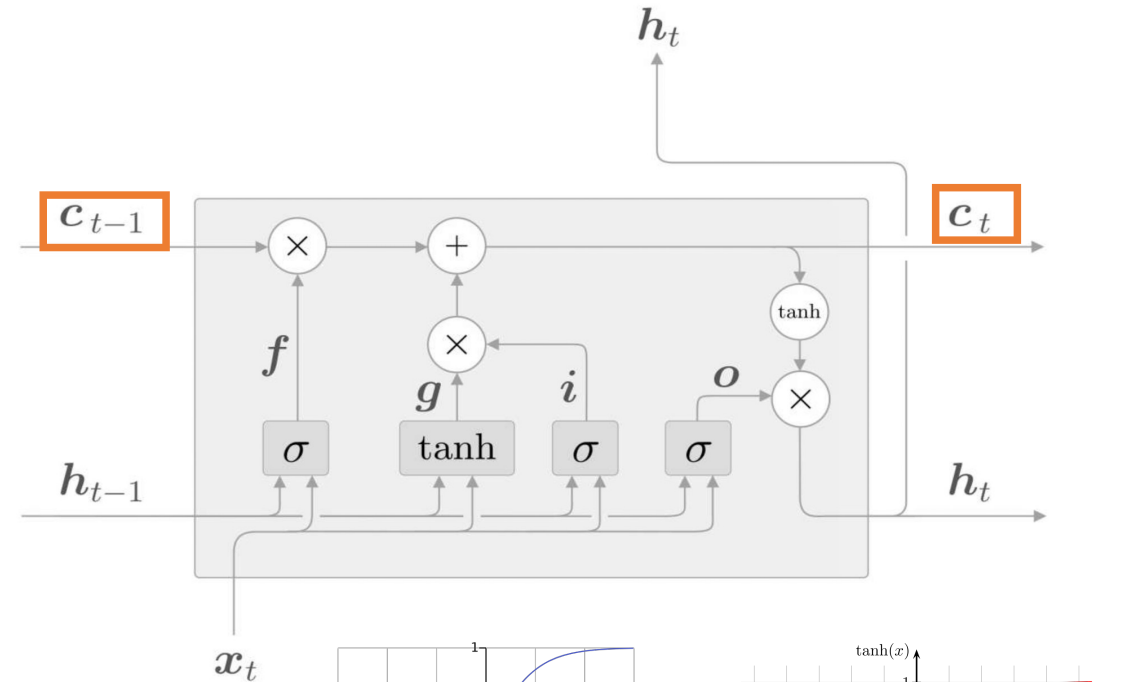 h_t
c_{t-1}
c_t
×
+
tanh
f
×
g
i
o
×
σ
tanh
σ
σ
h_{t-1}
h_t
x_t
1
tanh(x)
1